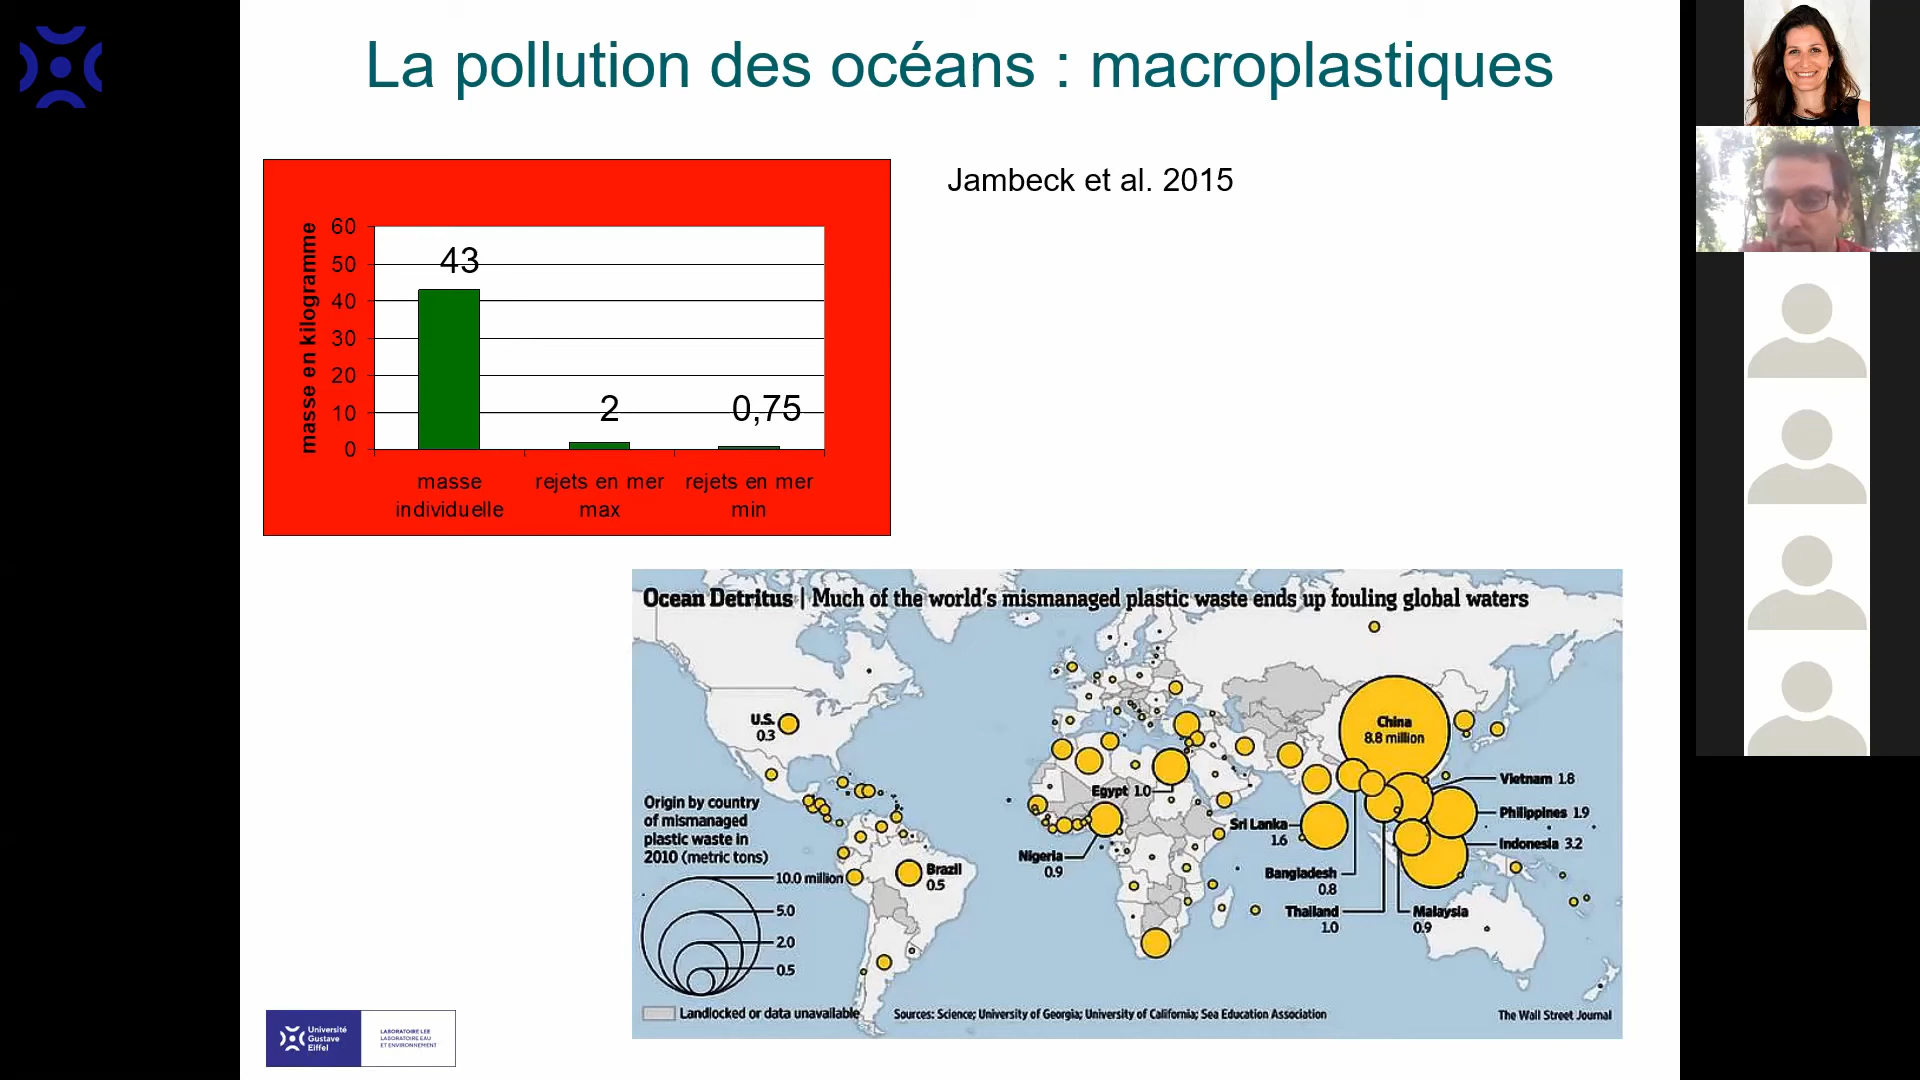 La pollution des océans : macroplastiques
Jambeck et al. 2015
masse en kilogramme
60
50
40
30
20
10
0
43
2
0,75
masse individuelle
rejets en mer max
rejets en mer min
Ocean Detritus | Much of the world's mismanaged plastic waste ends up fouling global waters
U.S.
0.3
China
8.8 million
Vietnam 1.8
Egypt 1.0
Philippines 1.9
Sri Lanka
1.6
Indonesia 3.2
Nigeria
0.9
Brazil
0.5
Bangladesh
0.8
Thailand
1.0
Malaysia
0.9
Origin by country
of mismanaged
plastic waste in
2010 (metric tons)
10.0 million
5.0
2.0
0.5
Landlocked or data unavailable
Sources: Science; University of Georgia; University of California; Sea Education Association
The Wall Street Journal
Université
Gustave
Eiffel
LABORATOIRE LEE
LABORATOIRE EAU
ET ENVIRONNEMENT